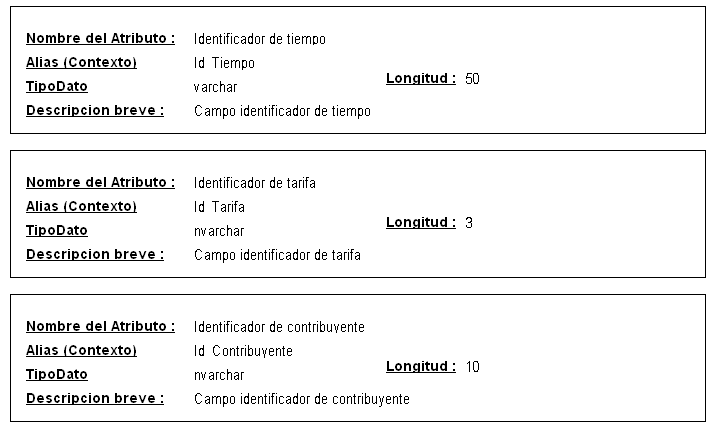 Nombre del Atributo : Identificador de tiempo
Alias (Contexto) Id Tiempo
TipoDato varchar Longitud : 50
Descripcion breve : Campo identificador de tiempo
Nombre del Atributo : Identificador de tarifa
Alias (Contexto) Id Tarifa
TipoDato nvarchar Longitud : 3
Descripcion breve : Campo identificador de tarifa
Nombre del Atributo : Identificador de contribuyente
Alias (Contexto) Id Contribuyente
TipoDato nvarchar Longitud : 10
Descripcion breve : Campo identificador de contribuyente